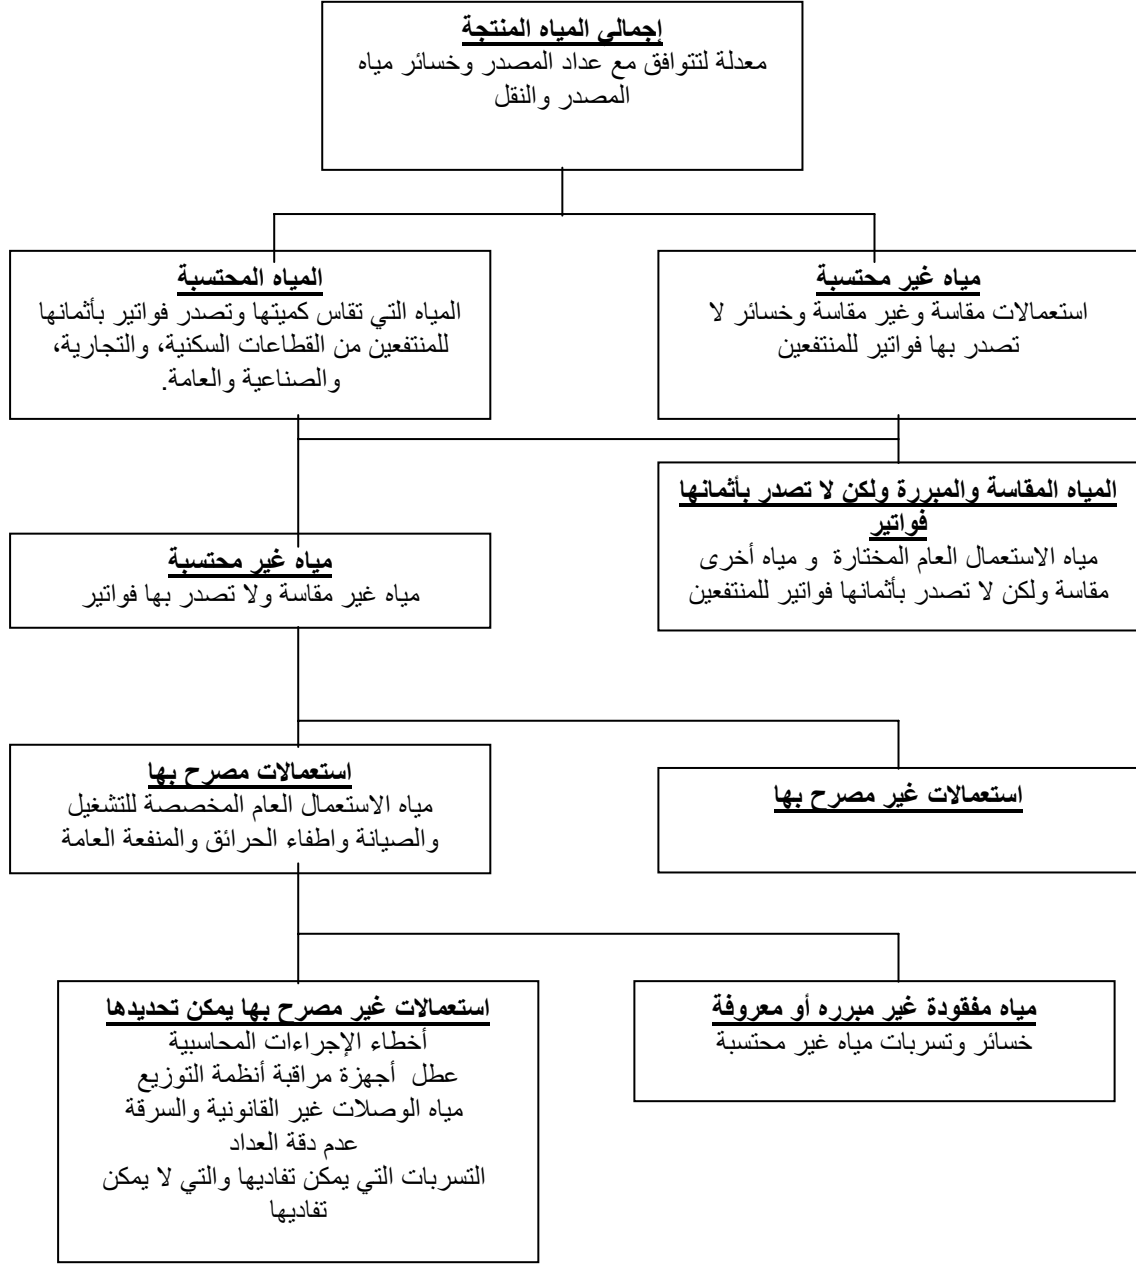 إجمالي المياه المنتجة
معدلة لتتوافق مع عداد المصدر وخسائر مياه
المصدر والنقل
مياه غير محتسبة
استعمالات مقاسة وغير مقاسة وخسائر لا
تصدر بها فواتير للمنتفعين
المياه المحتسبة
المياه التي تقاس كميتها وتصدر فواتير بأثمانها
للمنتفعين من القطاعات السكنية، والتجارية،
والصناعية والعامة.
المياه المقاسة والمبررة ولكن لا تصدر بأثمانها
فواتير
مياه الاستعمال العام المختارة و مياه أخرى
مقاسة ولكن لا تصدر بأثمانها فواتير للمنتفعين
مياه غير محتسبة
مياه غير مقاسة ولا تصدر بها فواتير
استعمالات غير مصرح بها
استعمالات مصرح بها
مياه الاستعمال العام المخصصة للتشغيل
والصيانة واطفاء الحرائق والمنفعة العامة
مياه مفقودة غير مبرره أو معروفة
خسائر وتسربات مياه غير محتسبة
استعمالات غير مصرح بها يمكن تحديدها
أخطاء الإجراءات المحاسبية
عطل أجهزة مراقبة أنظمة التوزيع
مياه الوصلات غير القانونية والسرقة
عدم دقة العداد
التسربات التي يمكن تفاديها والتي لا يمكن
تفاديها